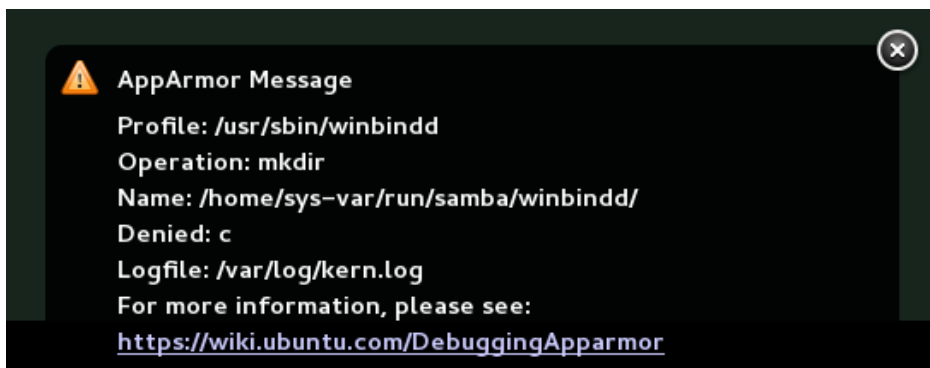 AppArmor Message
Profile: /usr/sbin/winbindd
Operation: mkdir
Name: /home/sys-var/run/samba/winbindd/
Denied: c
Logfile: /var/log/kern.log
For more information, please see:
https://wiki.ubuntu.com/DebuggingApparmor